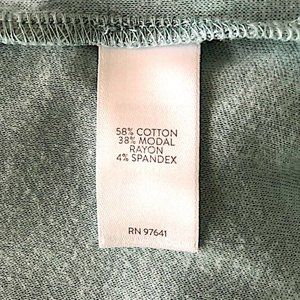 58% COTTON
38% MODAL
RAYON
4% SPANDEX
RN 97641